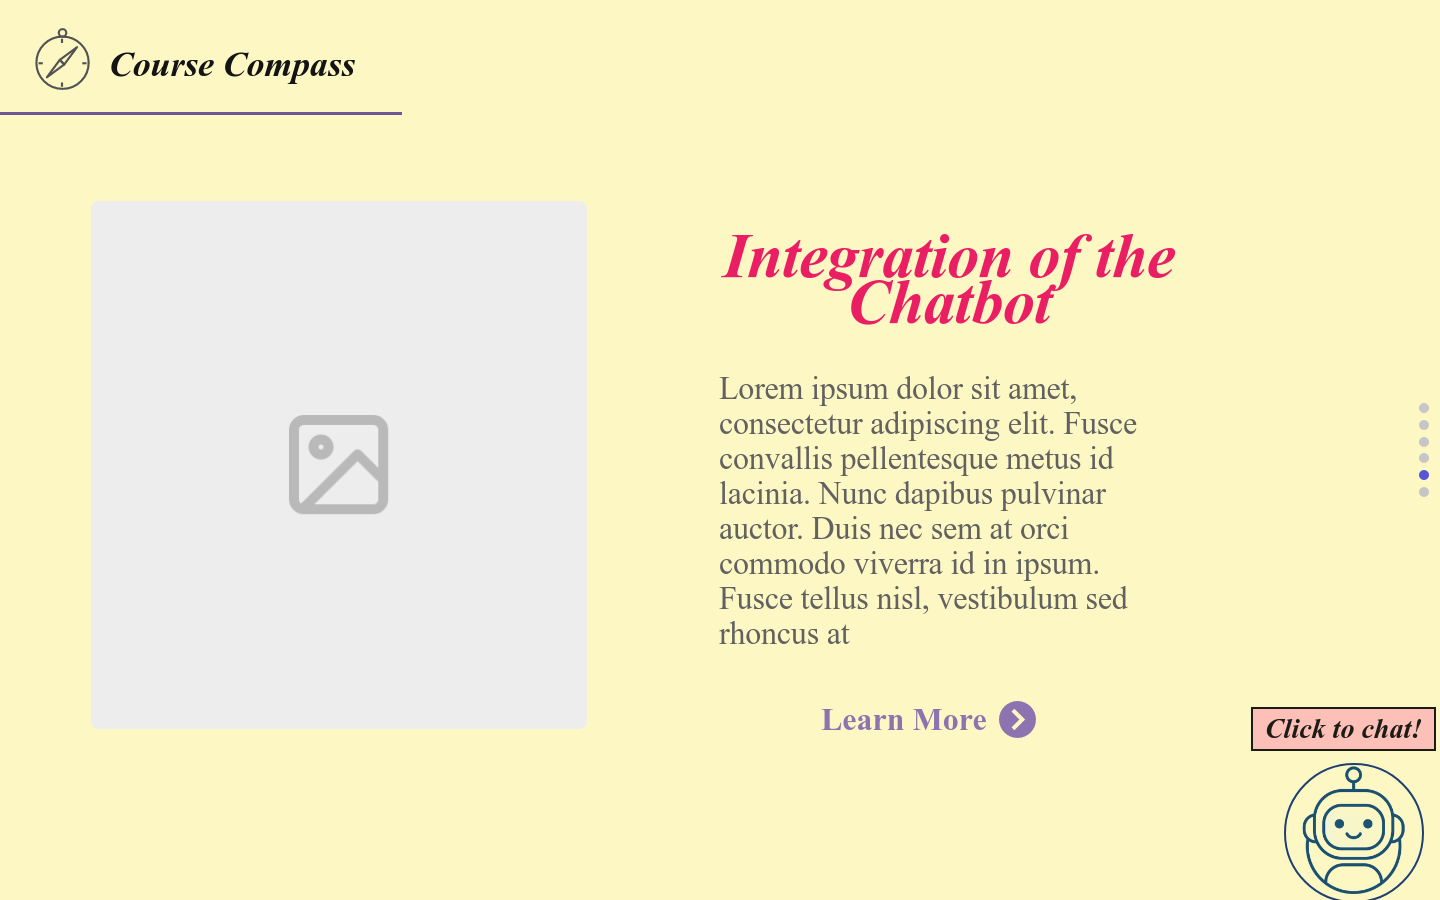 Course Compass
Integration of the
Chatbot
Lorem ipsum dolor sit amet,
consectetur adipiscing elit. Fusce
convallis pellentesque metus id
lacinia. Nunc dapibus pulvinar
auctor. Duis nec sem at orci
commodo viverra id in ipsum.
Fusce tellus nisl, vestibulum sed
rhoncus at
Learn More
Click to chat!